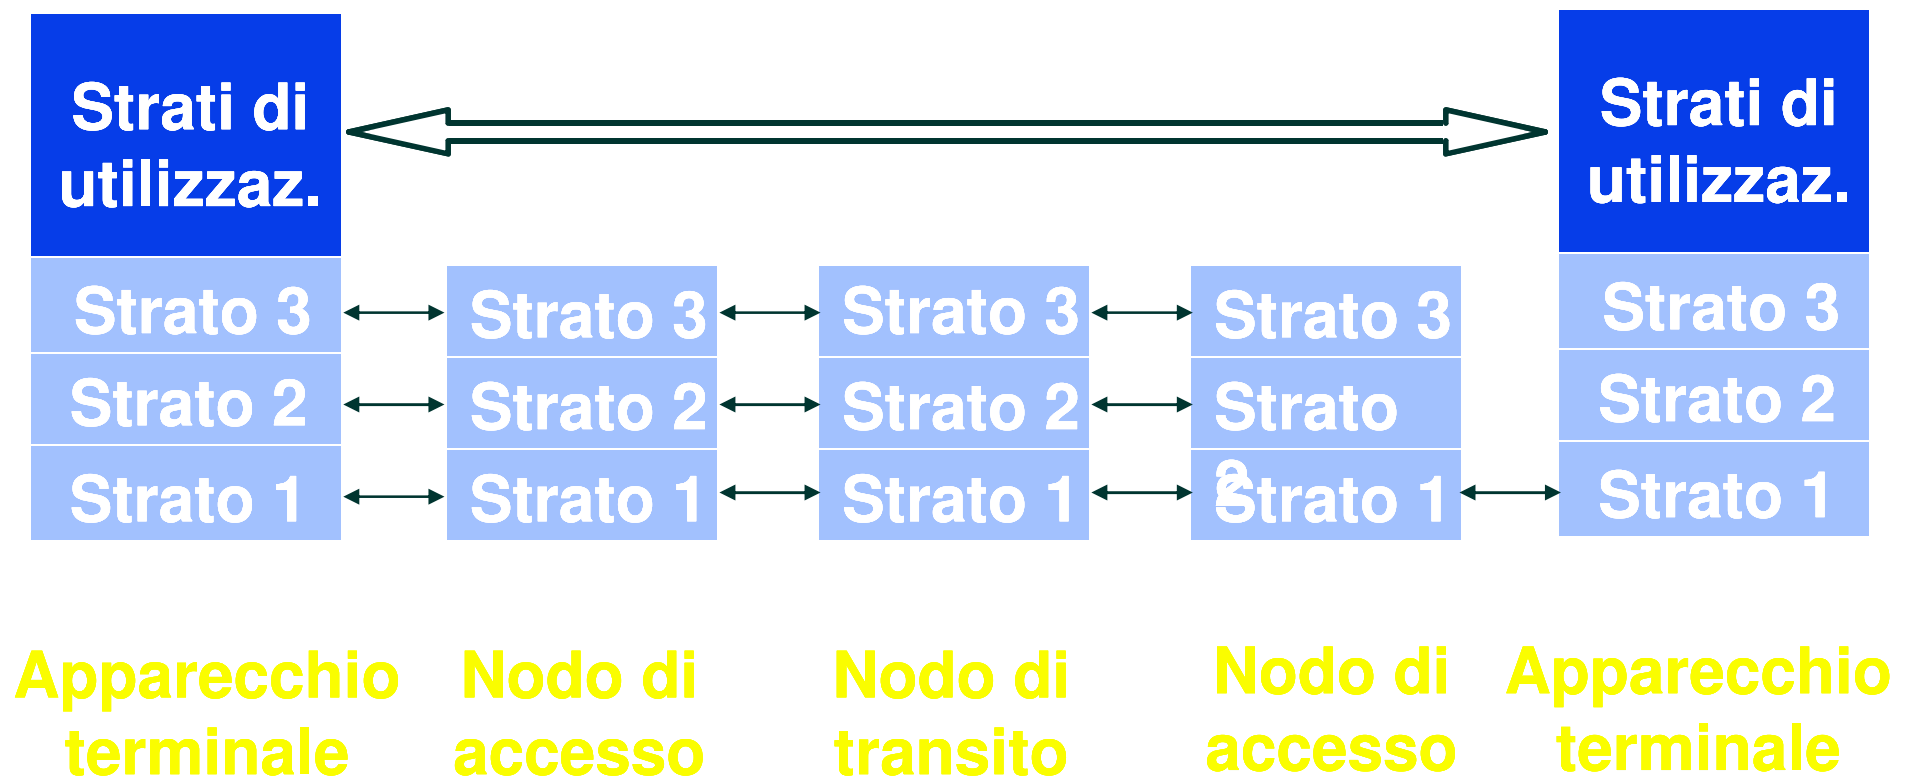 Strati di
utilizzaz.
Strato 3
Strato 2
Strato 1
Apparecchio
terminale
Strato 3
Strato 2
Strato 1
Nodo di
accesso
Strato 3
Strato 2
Strato 1
Nodo di
transito
Strato 3
Strato
2
Strato 1
Nodo di
accesso
Strati di
utilizzaz.
Strato 3
Strato 2
Strato 1
Apparecchio
terminale